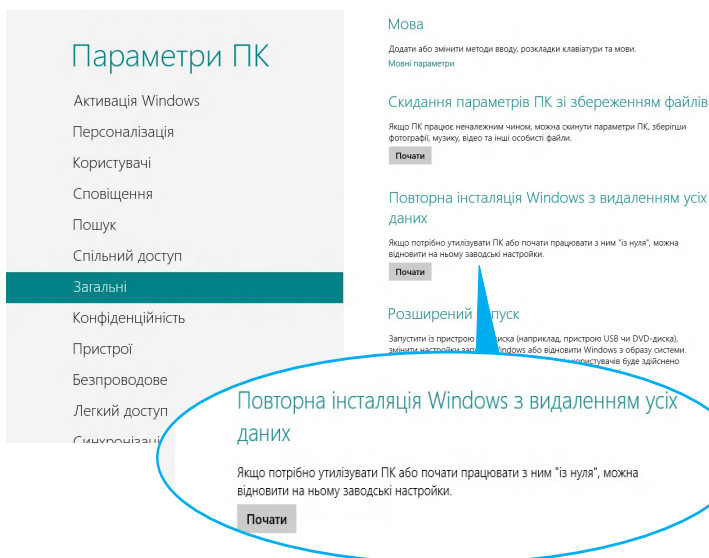 Параметри ПК
Активація Windows
Персоналізація
Користувачі
Сповіщення
Пошук
Спільний доступ
Загальні
Конфіденційність
Пристрої
Безпроводове
Легкий доступ
Мова
Додати або змінити методи вводу, розкладки клавіатури та мови.
Мовні параметри
Скидання параметрів ПК зі збереженням файлів
Якщо ПК працює неналежним чином, можна скинути параметри ПК, зберігши
фотографії, музику, відео та інші особисті файли.
Почати
Повторна інсталяція Windows з видаленням усіх
даних
Якщо потрібно утилізувати ПК або почати працювати з ним "із нуля", можна
відновити на ньому заводські настройки.
Почати
Розширений
Запустити із пристрою (наприклад, пристрою USB чи DVD-диска),
змінити настройки Windows або відновити Windows з образу системи.
користувачів буде здійснено
Повторна інсталяція Windows з видаленням усіх
даних
Якщо потрібно утилізувати ПК або почати працювати з ним "із нуля", можна
відновити на ньому заводські настройки.
Почати